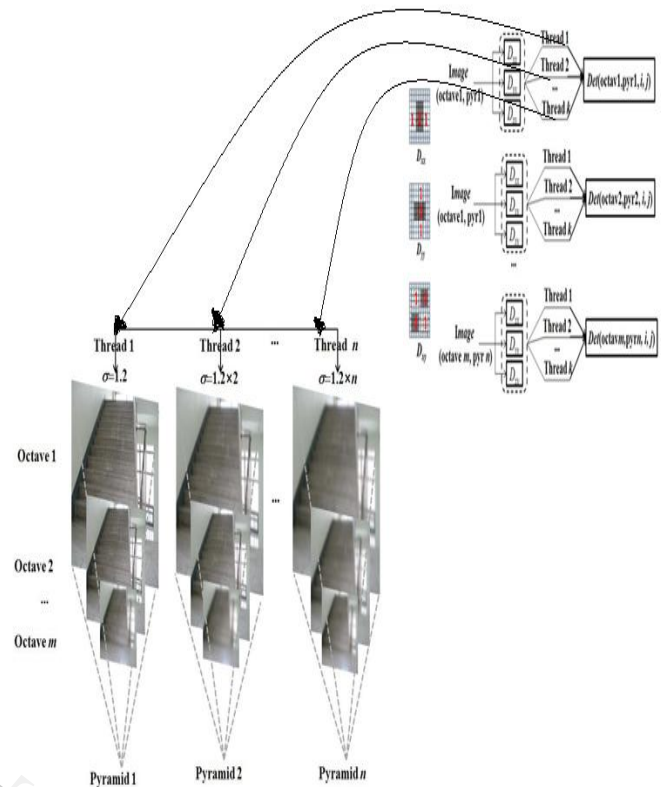 Thread 1
Thread 2
...
Thread k
Image
(octave1, pyr1)
Det(octav1,pyr1, i, j)
Dxx
Thread 1
Thread 2
...
Thread k
Image
(octave1, pyr1)
Det(octav2,pyr2, i, j)
Dyy
...
Thread 1
Thread 2
...
Thread k
Image
(octave m, pyr n)
Det(octavm,pyrn, i, j)
Dxy
Thread 1
Thread 2
...
Thread n
σ=1.2
σ=1.2×2
σ=1.2×n
Octave 1
...
Octave 2
...
Octave m
Pyramid 1
Pyramid 2
Pyramid n